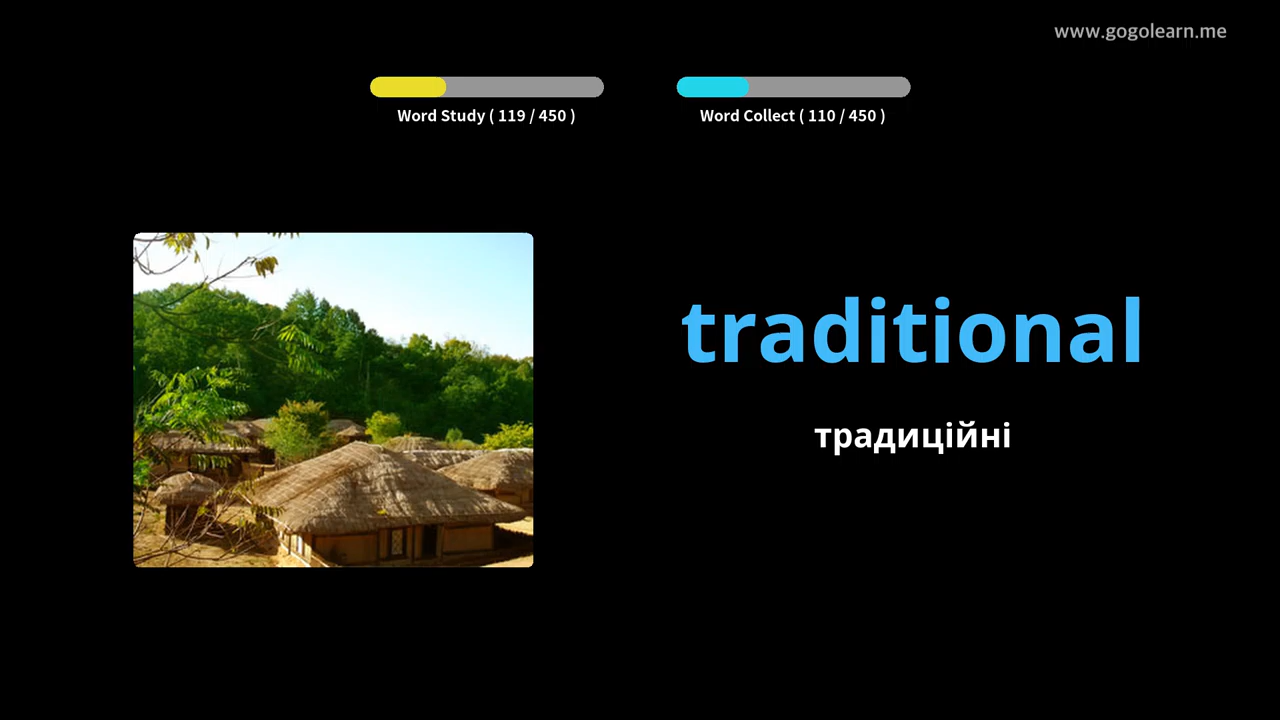 www.gogolearn.me
Word Study ( 119 / 450 )
Word Collect ( 110 / 450 )
traditional
традиційні